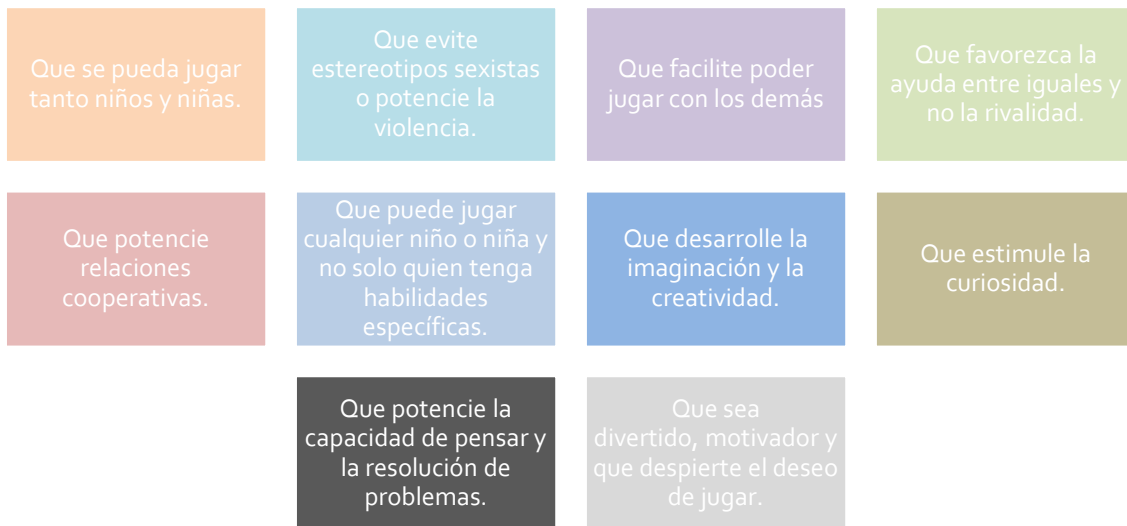 Que se pueda jugar
tanto niños y niñas.
Que evite
estereotipos sexistas
o potencie la
violencia.
Que facilite poder
jugar con los demás
Que favorezca la
ayuda entre iguales y
no la rivalidad.
Que potencie
relaciones
cooperativas.
Que puede jugar
cualquier niño o niña y
no solo quien tenga
habilidades
específicas.
Que desarrolle la
imaginación y la
creatividad.
Que estimule la
curiosidad.
Que potencie la
capacidad de pensar y
la resolución de
problemas.
Que sea
divertido, motivador y
que despierte el deseo
de jugar.